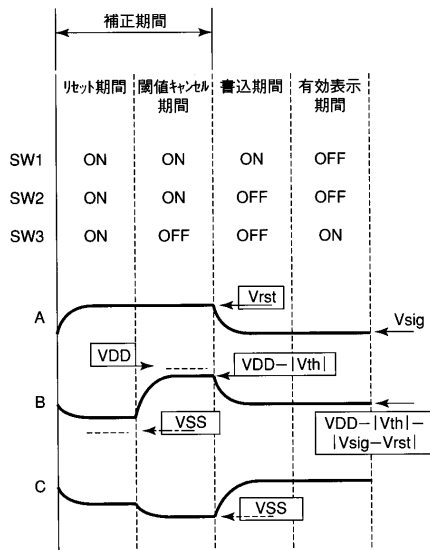 補正期間
リセット期間 閾値キャンセル期間 書込期間 有効表示期間
SW1 ON ON ON OFF
SW2 ON ON OFF OFF
SW3 ON OFF OFF ON
A Vrst
Vsig
VDD VDD−|Vth|
B
VSS VDD−|Vth|−|Vsig−Vrst|
C
VSS